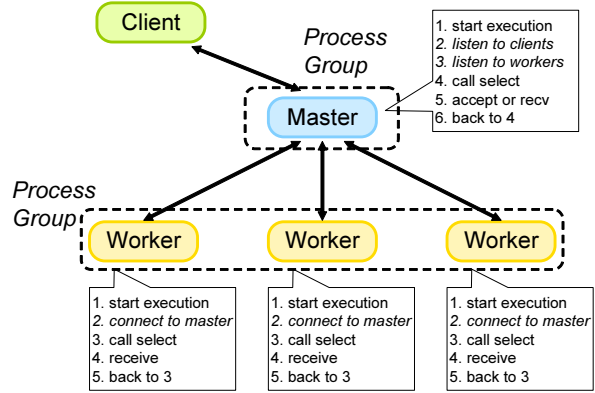 Client
Process
Group
1. start execution
2. listen to clients
3. listen to workers
4. call select
5. accept or recv
6. back to 4
Master
Process
Group
Worker
Worker
Worker
1. start execution
2. connect to master
3. call select
4. receive
5. back to 3
1. start execution
2. connect to master
3. call select
4. receive
5. back to 3
1. start execution
2. connect to master
3. call select
4. receive
5. back to 3